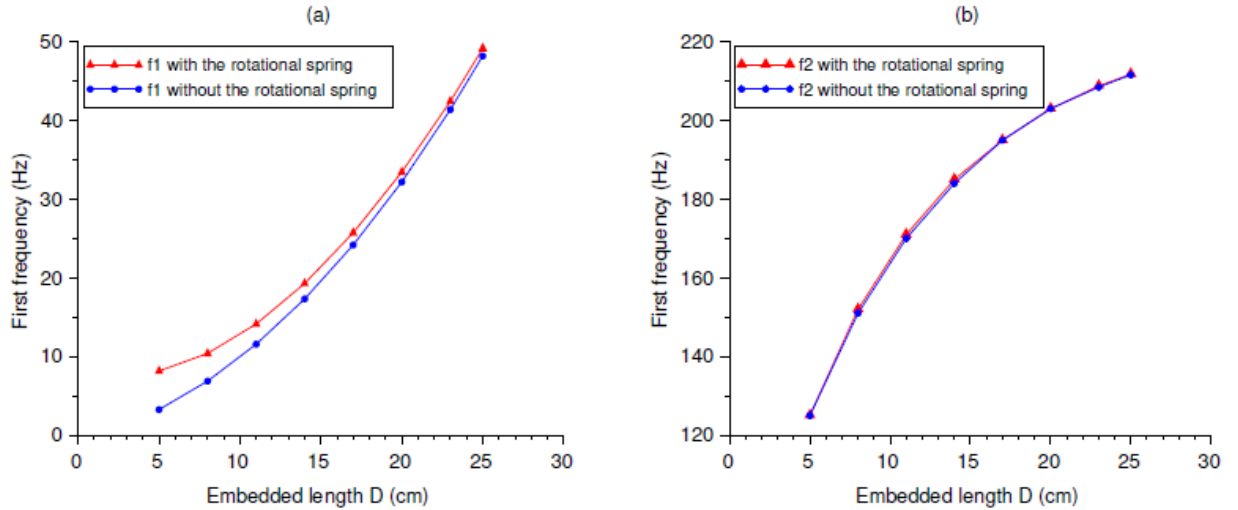 (a)
50
40
30
20
10
0
First frequency (Hz)
f1 with the rotational spring
f1 without the rotational spring
0 5 10 15 20 25 30
Embedded length D (cm)
(b)
220
200
180
160
140
120
First frequency (Hz)
f2 with the rotational spring
f2 without the rotational spring
0 5 10 15 20 25 30
Embedded length D (cm)